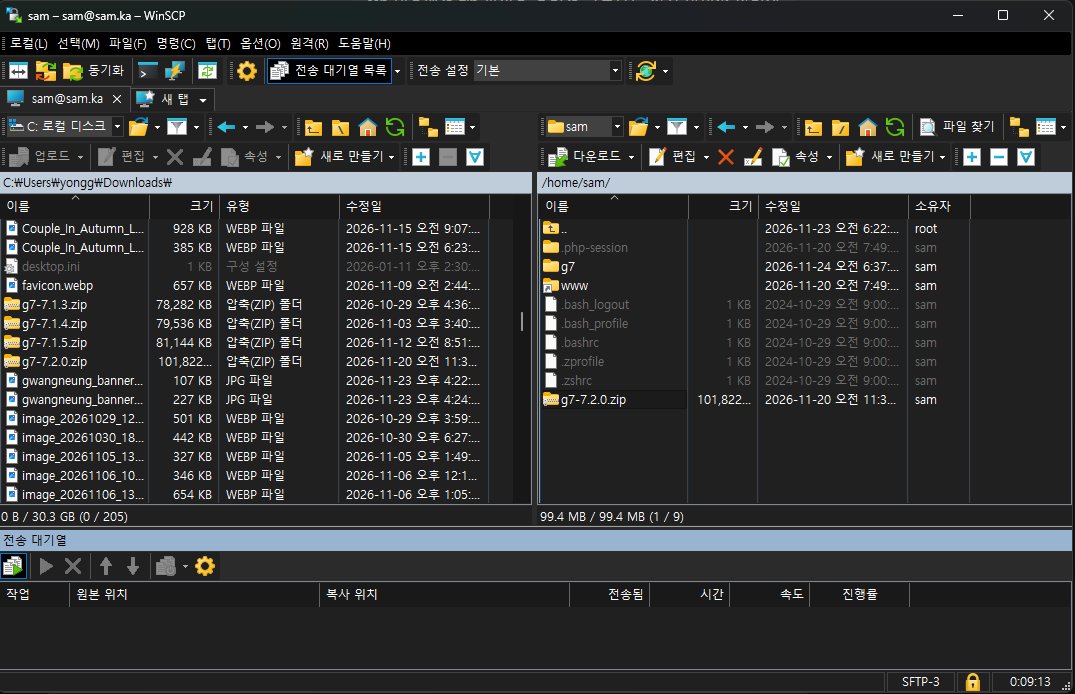 sam – sam@sam.ka – WinSCP
로컬(L) 선택(M) 파일(F) 명령(C) 탭(T) 옵션(O) 원격(R) 도움말(H)
동기화 전송 대기열 목록 전송 설정 기본
sam@sam.ka 새 탭
C: 로컬 디스크 sam 파일 찾기
업로드 편집 속성 새로 만들기 다운로드 편집 속성 새로 만들기
C:₩Users₩yongg₩Downloads₩ /home/sam/
이름 크기 유형 수정일 이름 크기 수정일 소유자
Couple_In_Autumn_L... 928 KB WEBP 파일 2026-11-15 오전 9:07:... .. 2026-11-23 오전 6:22:... root
Couple_In_Autumn_L... 385 KB WEBP 파일 2026-11-15 오전 6:23:... .php-session 2026-11-20 오전 7:49:... sam
desktop.ini 1 KB 구성 설정 2026-01-11 오후 2:30:... g7 2026-11-24 오전 6:37:... sam
favicon.webp 657 KB WEBP 파일 2026-11-09 오전 2:44:... www 2026-11-20 오전 7:49:... sam
g7-7.1.3.zip 78,282 KB 압축(ZIP) 폴더 2026-10-29 오후 4:36:... .bash_logout 1 KB 2024-10-29 오전 9:00:... sam
g7-7.1.4.zip 79,536 KB 압축(ZIP) 폴더 2026-11-03 오후 3:40:... .bash_profile 1 KB 2024-10-29 오전 9:00:... sam
g7-7.1.5.zip 81,144 KB 압축(ZIP) 폴더 2026-11-12 오전 8:51:... .bashrc 1 KB 2024-10-29 오전 9:00:... sam
g7-7.2.0.zip 101,822... 압축(ZIP) 폴더 2026-11-20 오전 11:3... .zprofile 1 KB 2024-10-29 오전 9:00:... sam
gwangneung_banner... 107 KB JPG 파일 2026-11-23 오후 4:22:... .zshrc 1 KB 2024-10-29 오전 9:00:... sam
gwangneung_banner... 227 KB JPG 파일 2026-11-23 오후 4:24:... g7-7.2.0.zip 101,822... 2026-11-20 오전 11:3... sam
image_20261029_12... 501 KB WEBP 파일 2026-10-29 오후 3:59:...
image_20261030_18... 442 KB WEBP 파일 2026-10-30 오후 6:27:...
image_20261105_13... 327 KB WEBP 파일 2026-11-05 오후 1:49:...
image_20261106_10... 346 KB WEBP 파일 2026-11-06 오후 12:1...
image_20261106_13... 654 KB WEBP 파일 2026-11-06 오후 1:05:...
0 B / 30.3 GB (0 / 205) 99.4 MB / 99.4 MB (1 / 9)
전송 대기열
작업 원본 위치 복사 위치 전송됨 시간 속도 진행률
SFTP-3 0:09:13